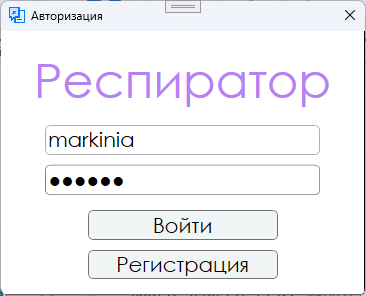 Авторизация
Респиратор
markinia
●●●●●●
Войти
Регистрация